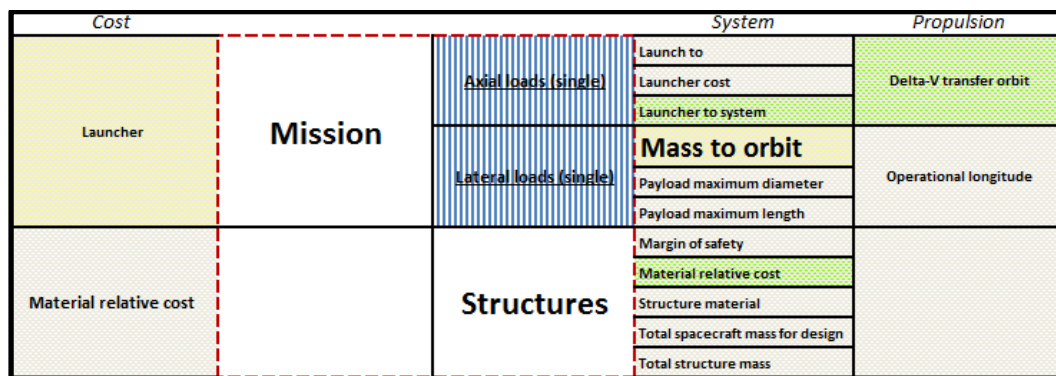 Cost
System
Propulsion
Launcher
Mission
Axial loads (single)
Launch to
Launcher cost
Launcher to system
Delta-V transfer orbit
Lateral loads (single)
Mass to orbit
Payload maximum diameter
Payload maximum length
Operational longitude
Material relative cost
Structures
Margin of safety
Material relative cost
Structure material
Total spacecraft mass for design
Total structure mass